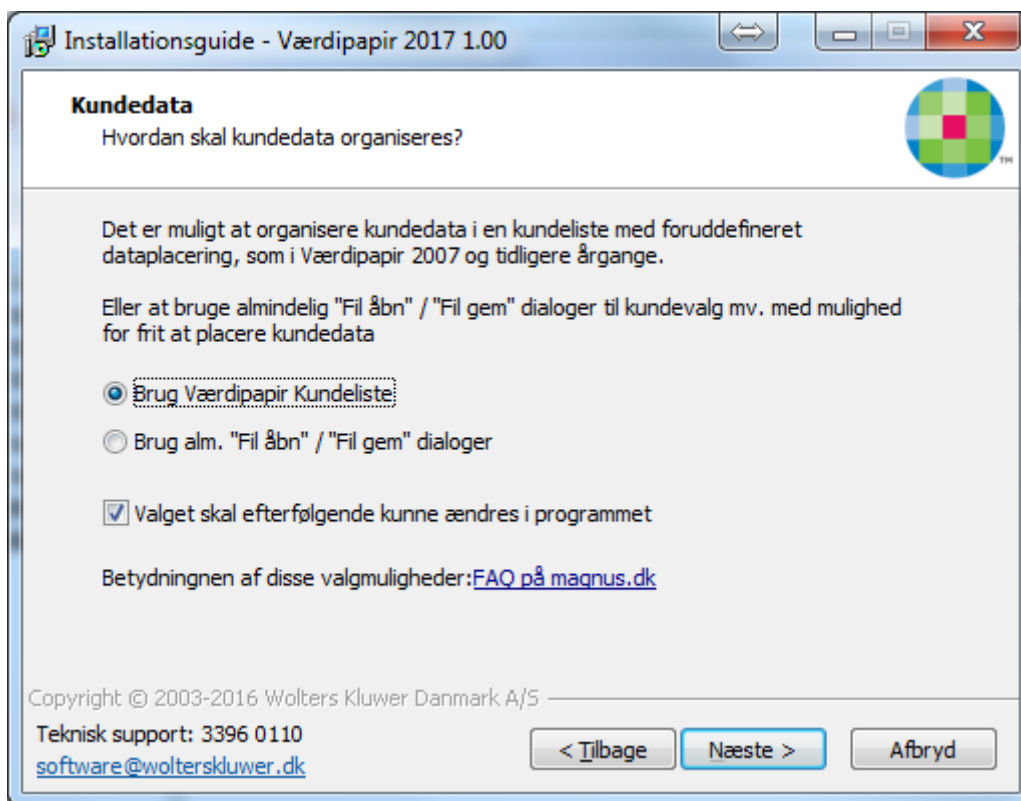 Installationsguide - Værdipapir 2017 1.00
Kundedata
Hvordan skal kundedata organiseres?
TM
Det er muligt at organisere kundedata i en kundeliste med foruddefineret
dataplacering, som i Værdipapir 2007 og tidligere årgange.
Eller at bruge almindelig "Fil åbn" / "Fil gem" dialoger til kundevalg mv. med mulighed
for frit at placere kundedata
Brug Værdipapir Kundeliste
Brug alm. "Fil åbn" / "Fil gem" dialoger
Valget skal efterfølgende kunne ændres i programmet
Betydningnen af disse valgmuligheder:FAQ på magnus.dk
Copyright © 2003-2016 Wolters Kluwer Danmark A/S
Teknisk support: 3396 0110
software@wolterskluwer.dk
< Tilbage
Næste >
Afbryd